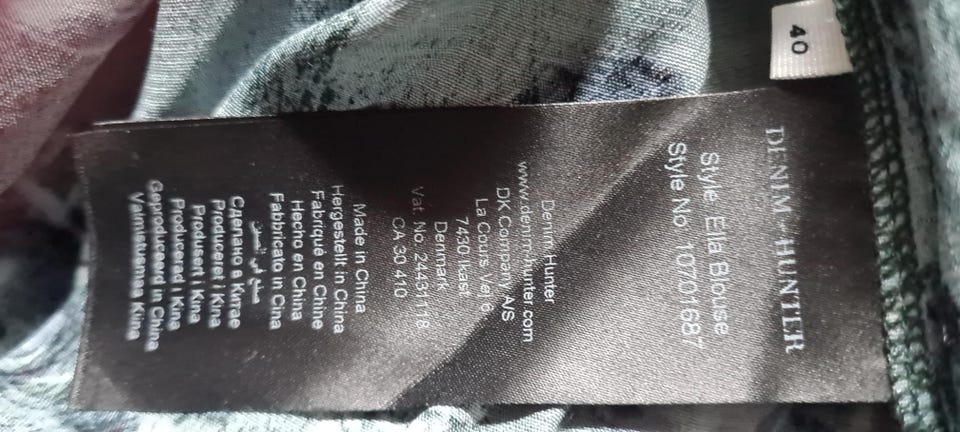 40
DENIM HUNTER
Style Ella Blouse
Style No 10701687
Denim Hunter
www.denim-hunter.com
DK Company A/S
La Cours Vej 6
7430 Ikast
Denmark
Vat. No. 24431118
CA 30 410
Made in China
Hergestellt in China
Fabriqué en Chine
Hecho en China
Fabbricato in Cina
صنع في الصين
Сделано в Китае
Produceret i Kina
Produsert i Kina
Producerad i Kina
Geproduceerd in China
Valmistusmaa Kiina